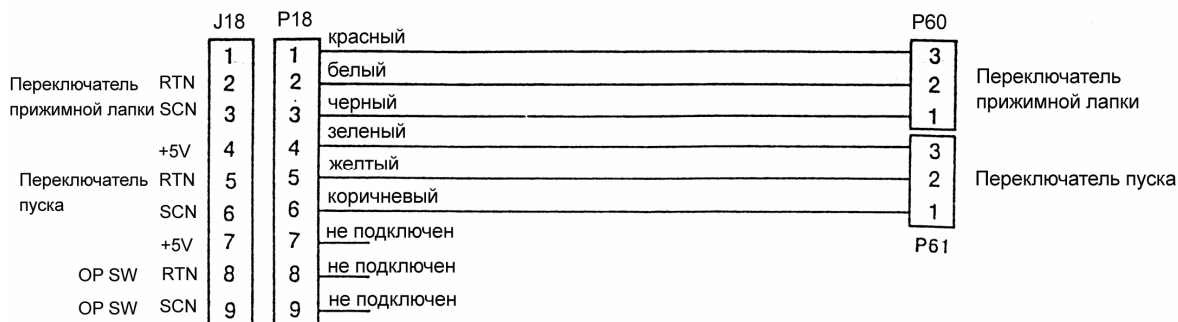 J18 P18 P60
1 1 красный 3
Переключатель RTN 2 2 белый 2 Переключатель
прижимной лапки SCN 3 3 черный 1 прижимной лапки
+5V 4 4 зеленый 3
Переключатель RTN 5 5 желтый 2 Переключатель пуска
пуска SCN 6 6 коричневый 1
+5V 7 7 не подключен P61
OP SW RTN 8 8 не подключен
OP SW SCN 9 9 не подключен